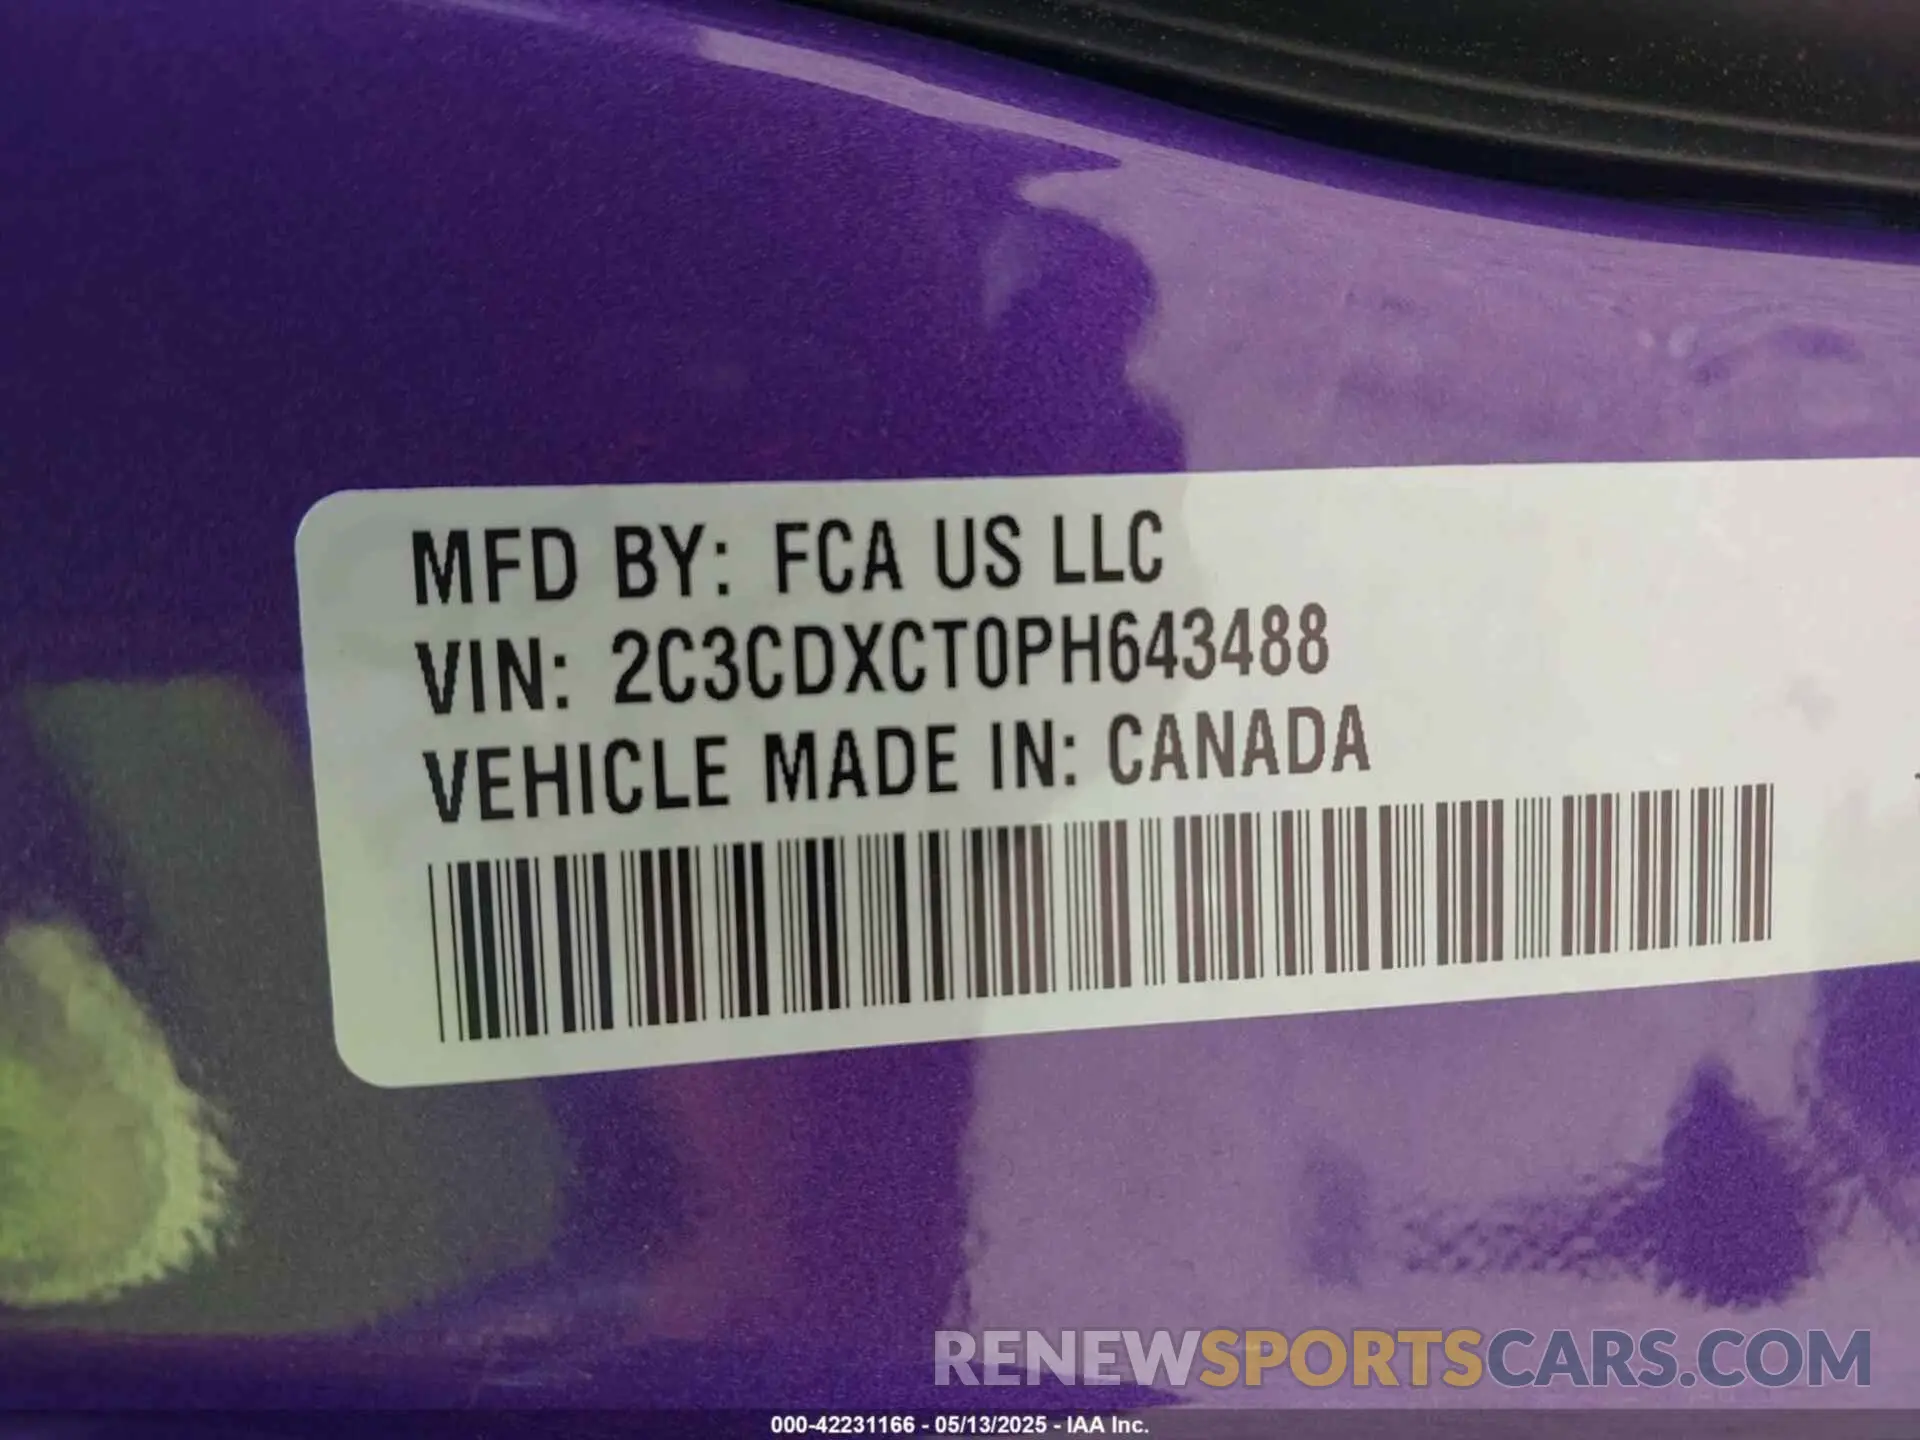 MFD BY: FCA US LLC
VIN: 2C3CDXCT0PH643488
VEHICLE MADE IN: CANADA
RENEWSPORTSCARS.COM
000-42231166 - 05/13/2025 - IAA Inc.